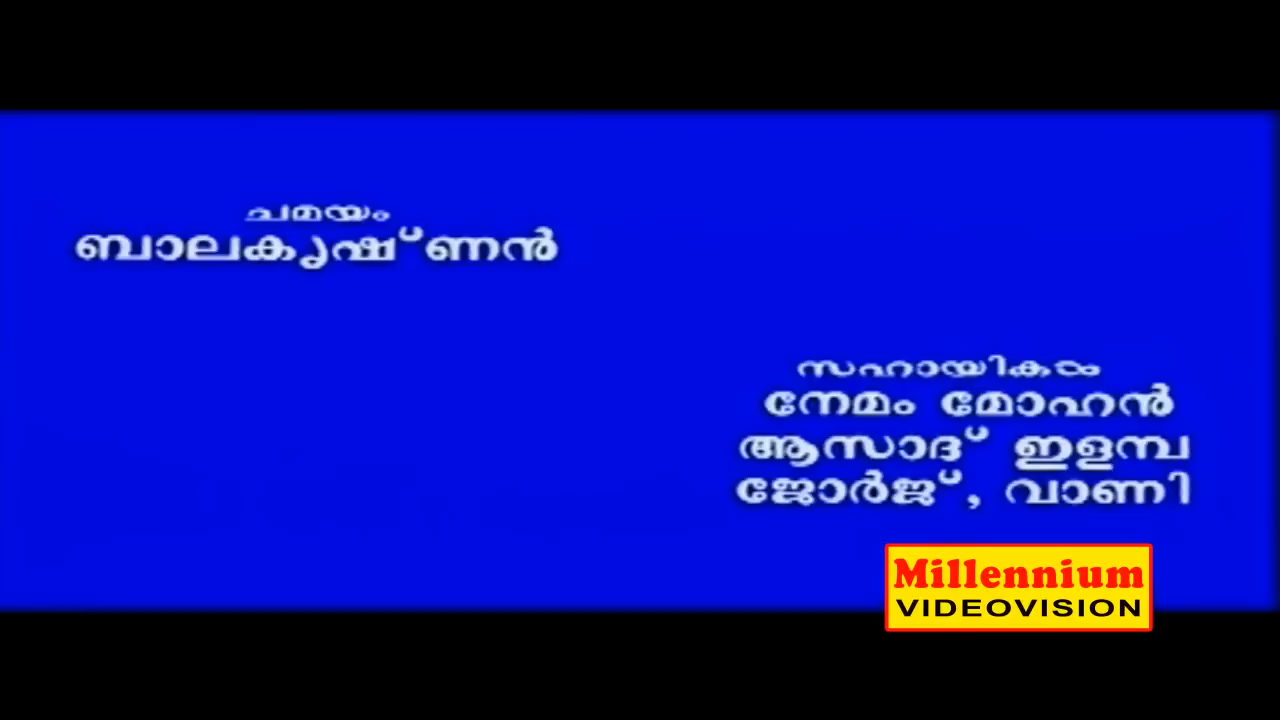 ചമയം
ബാലകൃഷ്ണൻ
സഹായികൾ
നേമം മോഹൻ
ആസാദ് ഇളമ്പ
ജോർജ്, വാണി
Millennium
VIDEOVISION